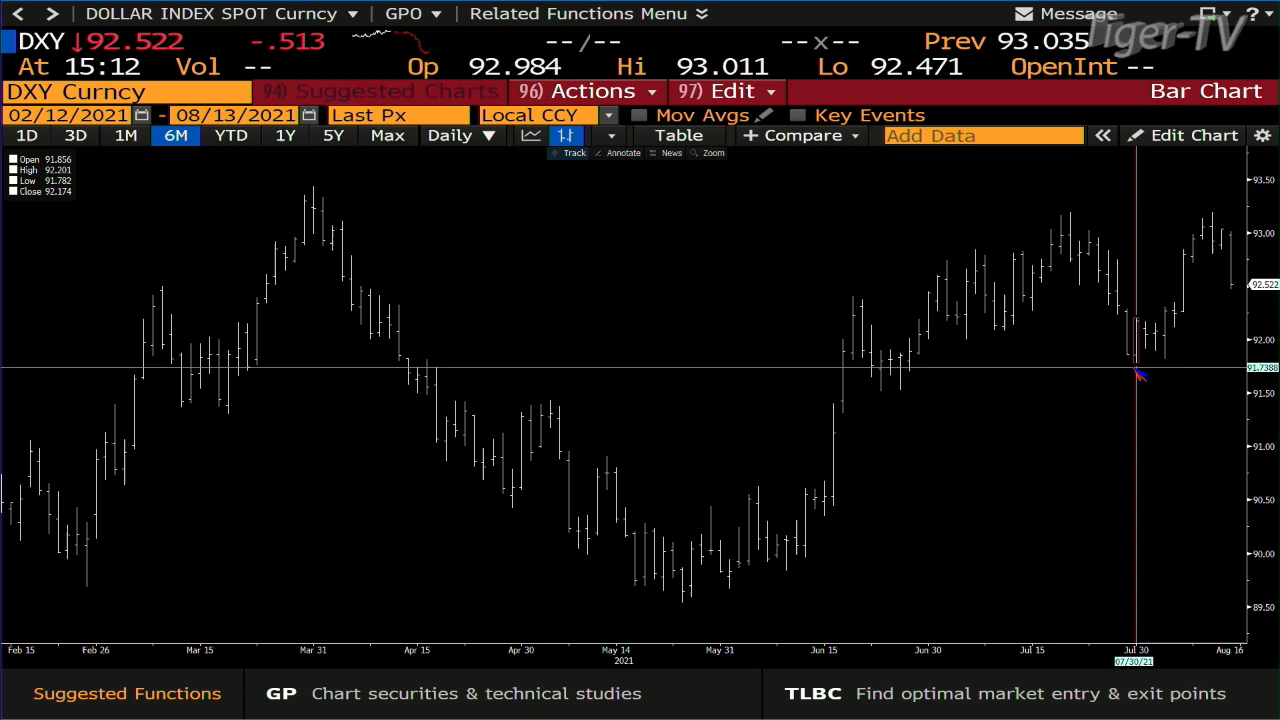 < > DOLLAR INDEX SPOT Curncy GPO Related Functions Menu Message ?
Tiger-TV
DXY ↓92.522 -.513 --/-- --x-- Prev 93.035
At 15:12 Vol -- Op 92.984 Hi 93.011 Lo 92.471 OpenInt --
DXY Curncy 94) Suggested Charts 96) Actions 97) Edit Bar Chart
02/12/2021 - 08/13/2021 Last Px Local CCY Mov Avgs Key Events
1D 3D 1M 6M YTD 1Y 5Y Max Daily ▼ Table + Compare Add Data « Edit Chart
Track Annotate News Zoom
Open 91.856
High 92.201
Low 91.782
Close 92.174
93.50
93.00
92.522
92.00
91.7388
91.50
91.00
90.50
90.00
89.50
Feb 15 Feb 26 Mar 15 Mar 31 Apr 15 Apr 30 May 14 May 31 Jun 15 Jun 30 Jul 15 Jul 30 Aug 16
2021 07/30/21
Suggested Functions GP Chart securities & technical studies TLBC Find optimal market entry & exit points